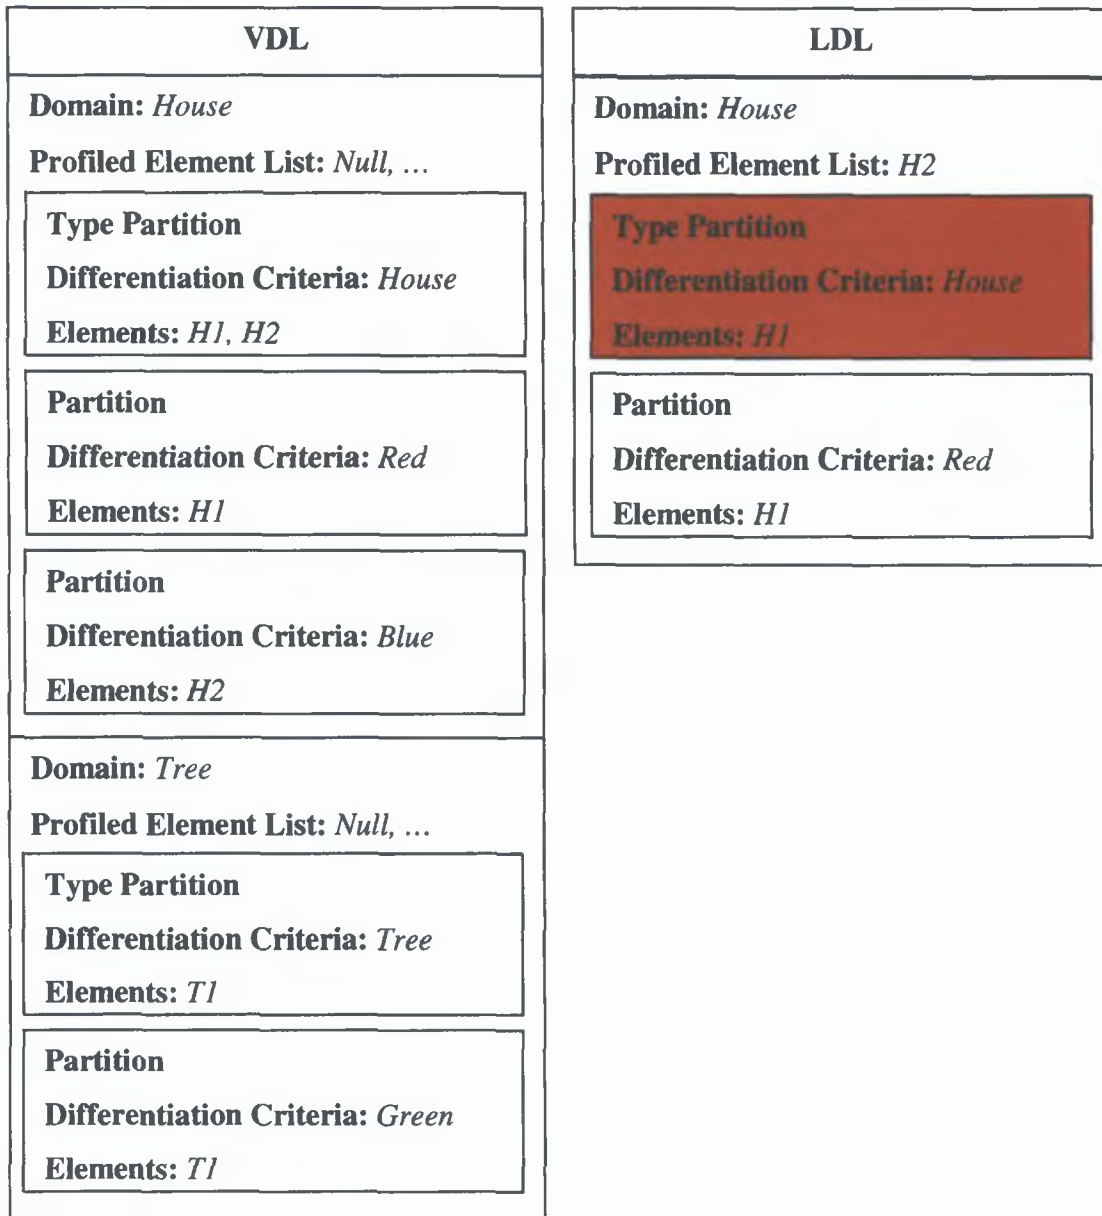 VDL
Domain: House
Profiled Element List: Null, ...
Type Partition
Differentiation Criteria: House
Elements: H1, H2
Partition
Differentiation Criteria: Red
Elements: H1
Partition
Differentiation Criteria: Blue
Elements: H2
Domain: Tree
Profiled Element List: Null, ...
Type Partition
Differentiation Criteria: Tree
Elements: T1
Partition
Differentiation Criteria: Green
Elements: T1
LDL
Domain: House
Profiled Element List: H2
Type Partition
Differentiation Criteria: House
Elements: H1
Partition
Differentiation Criteria: Red
Elements: H1